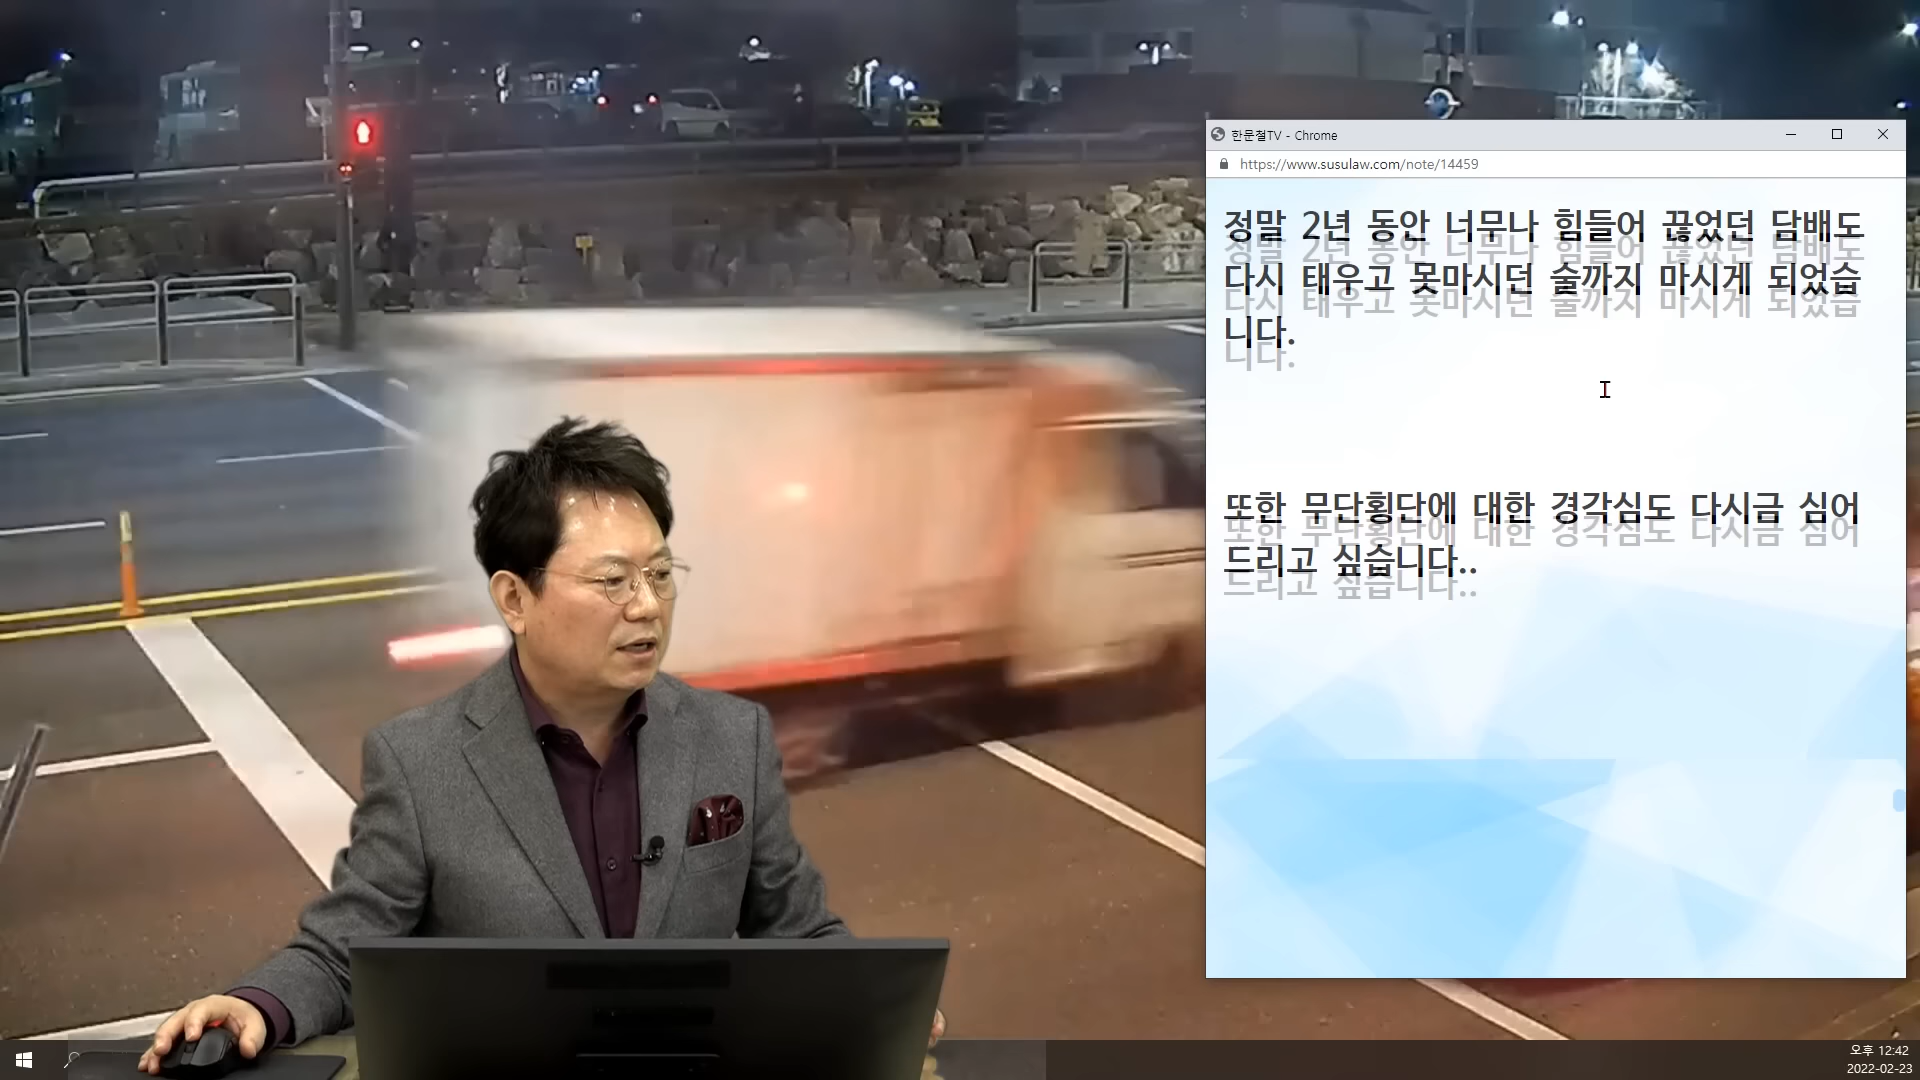 한문철TV - Chrome
https://www.susulaw.com/note/14459
정말 2년 동안 너무나 힘들어 끊었던 담배도
다시 태우고 못마시던 술까지 마시게 되었습
니다.
또한 무단횡단에 대한 경각심도 다시금 심어
드리고 싶습니다..
오후 12:42
2022-02-23